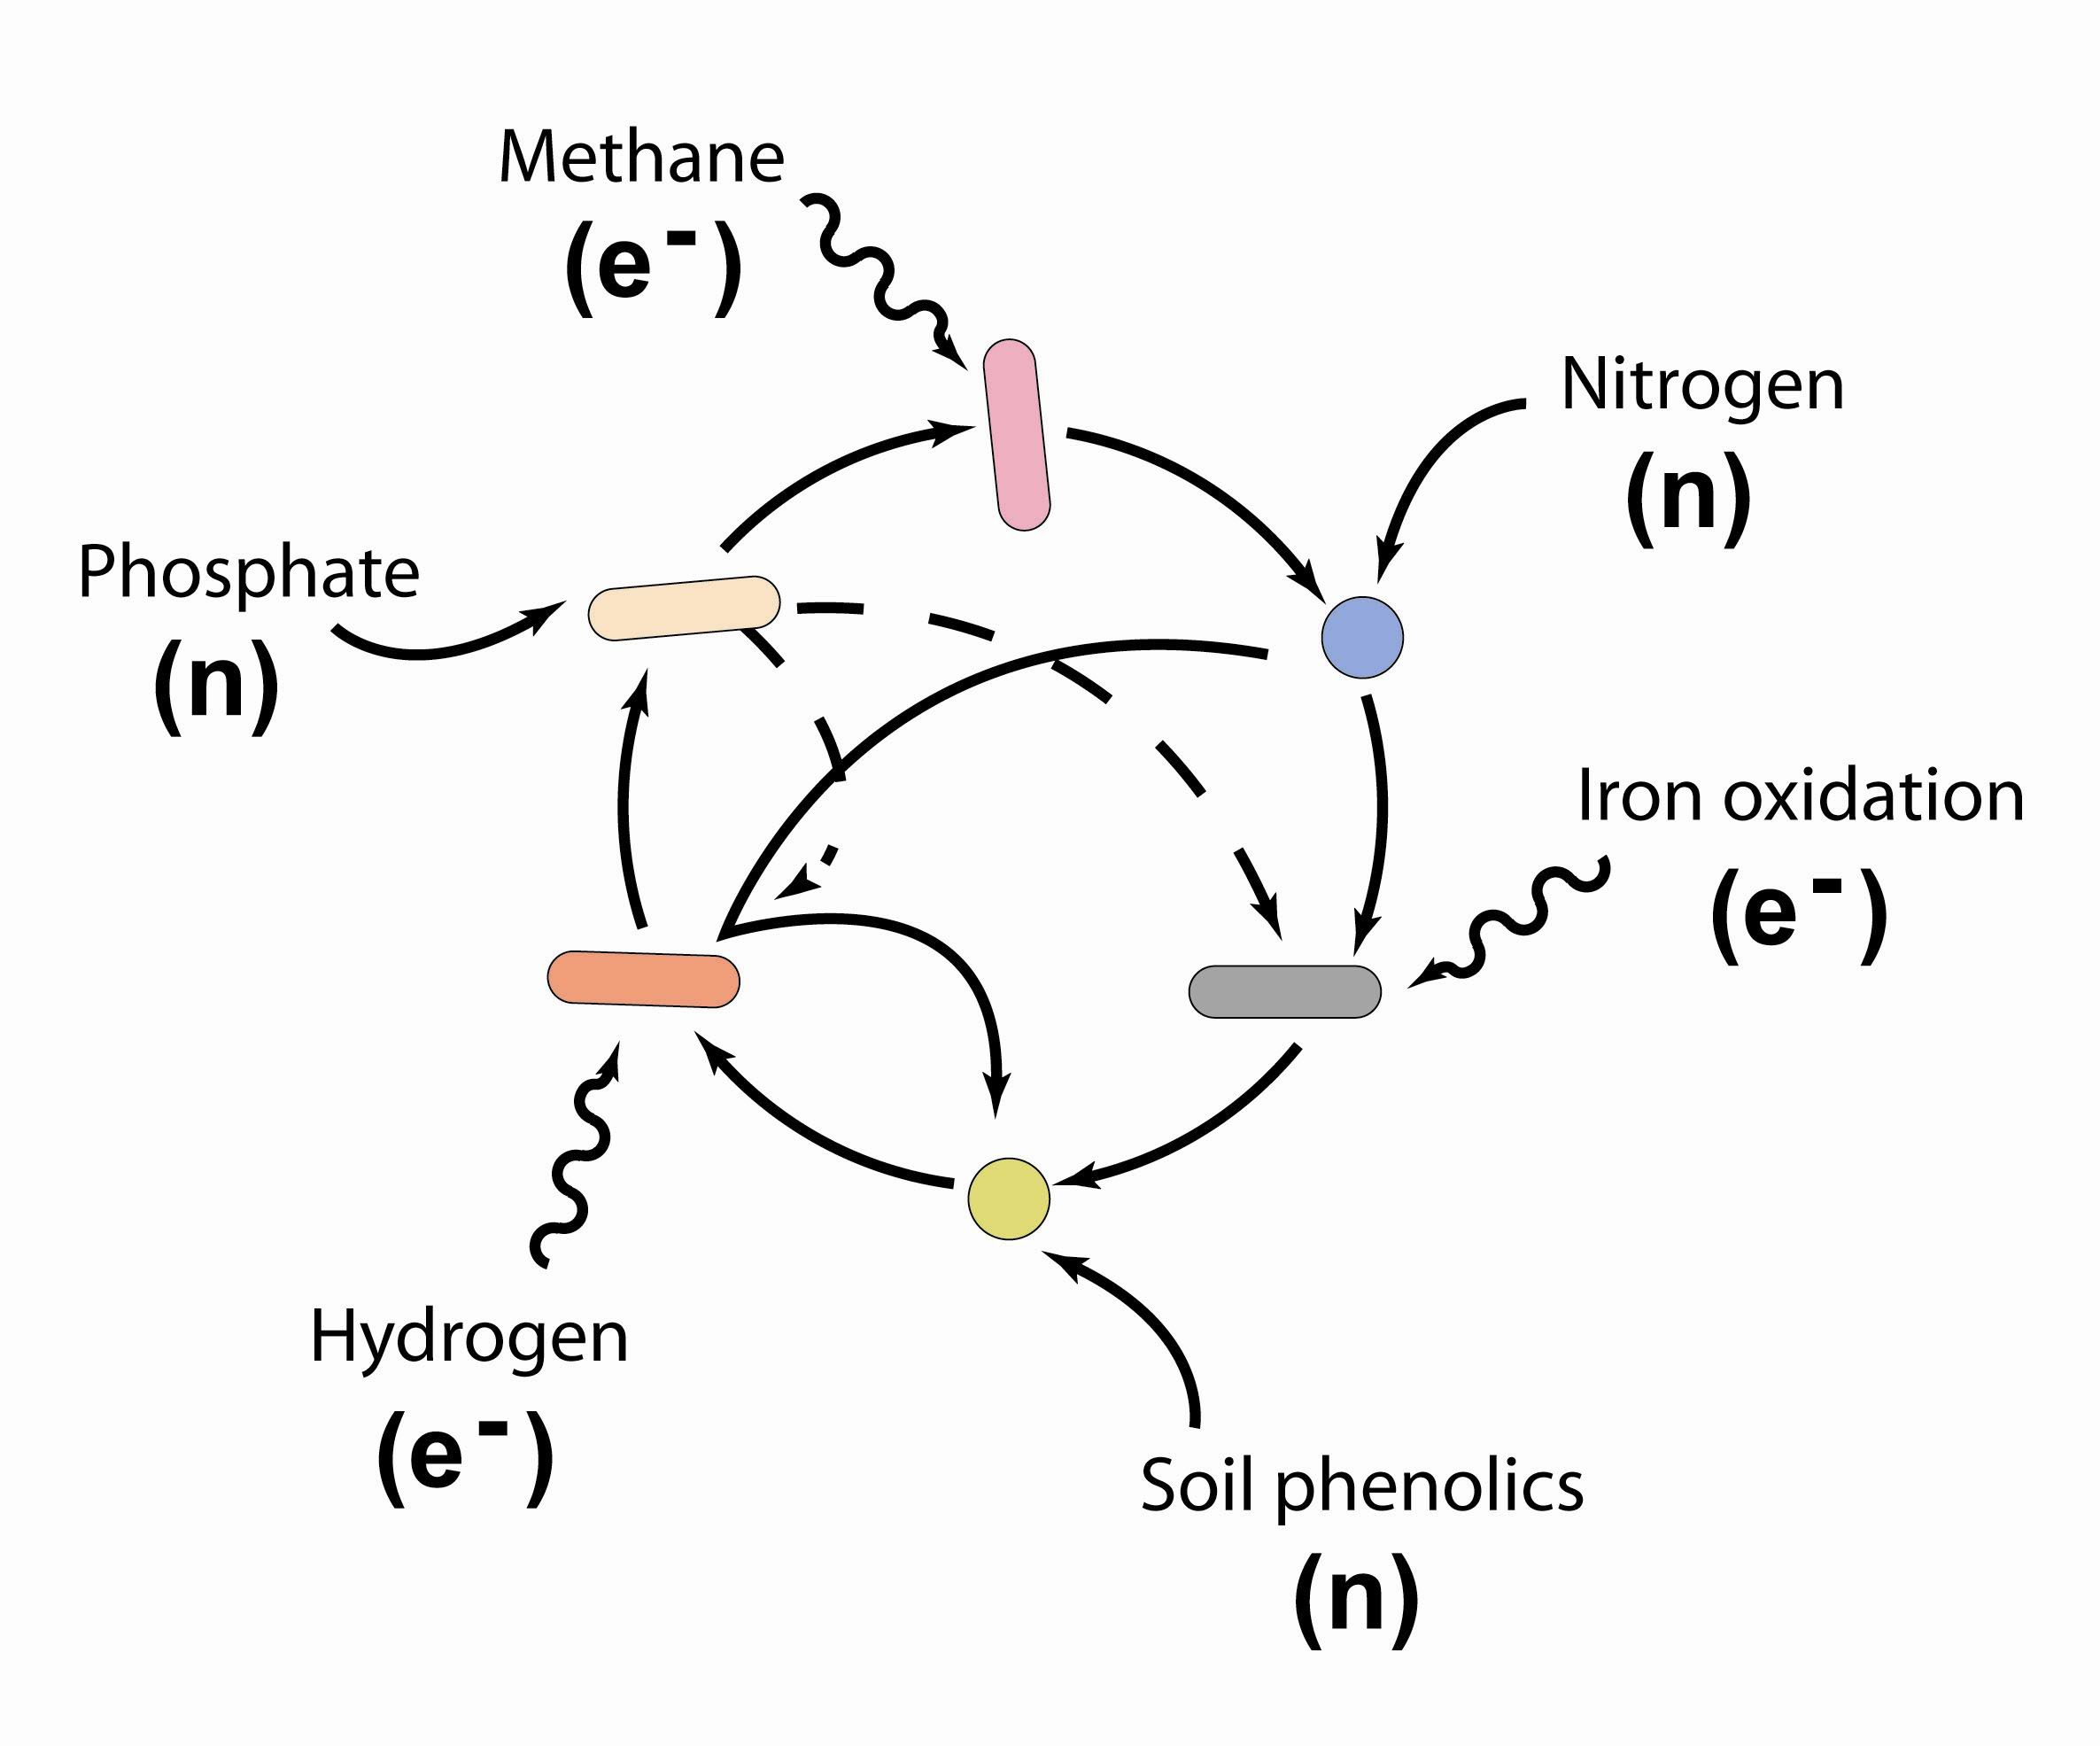 Methane
(e⁻)
Nitrogen
(n)
Phosphate
(n)
Iron oxidation
(e⁻)
Hydrogen
(e⁻)
Soil phenolics
(n)